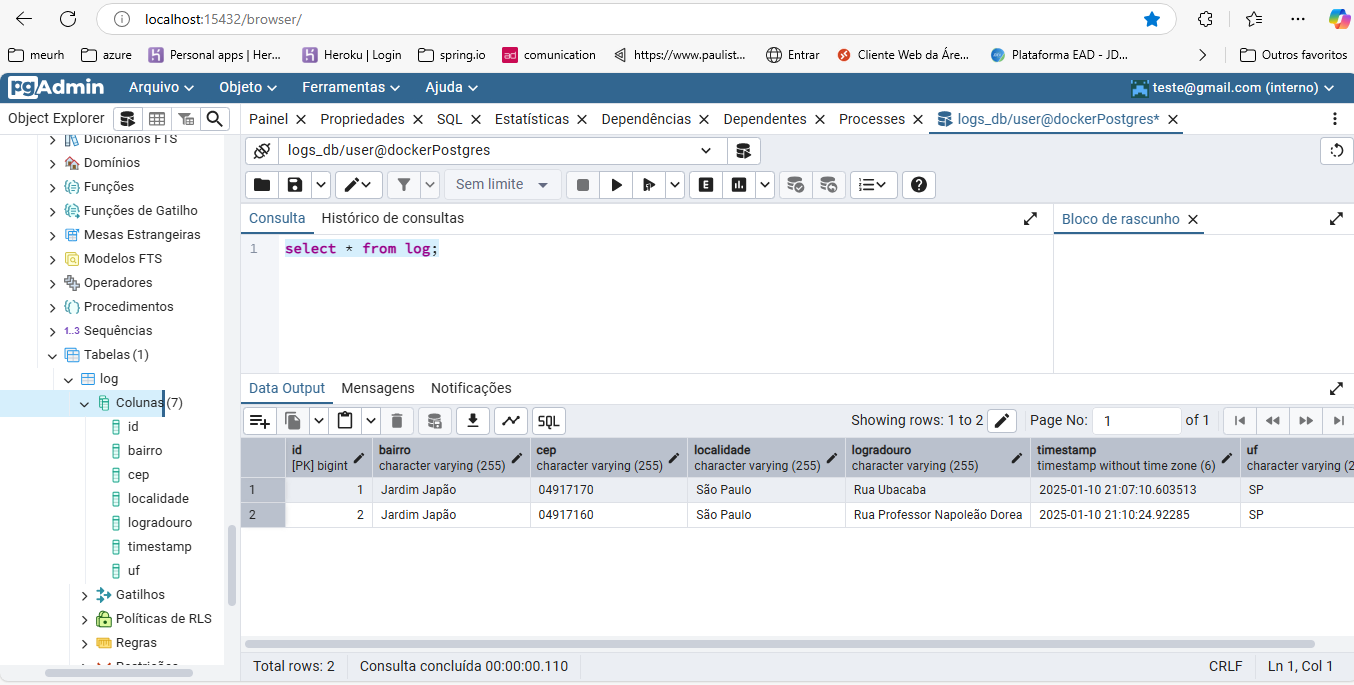 localhost:15432/browser/
meurh azure Personal apps | Her... Heroku | Login spring.io ad comunication https://www.paulist... Entrar Cliente Web da Áre... Plataforma EAD - JD... Outros favoritos
pgAdmin Arquivo Objeto Ferramentas Ajuda teste@gmail.com (interno)
Object Explorer Painel Propriedades SQL Estatísticas Dependências Dependentes Processes logs_db/user@dockerPostgres*
logs_db/user@dockerPostgres
Sem limite E
Consulta Histórico de consultas Bloco de rascunho
1 select * from log;
Dicionários FTS
Domínios
Funções
Funções de Gatilho
Mesas Estrangeiras
Modelos FTS
Operadores
Procedimentos
1..3 Sequências
Tabelas (1)
log
Colunas (7)
id
bairro
cep
localidade
logradouro
timestamp
uf
Gatilhos
Políticas de RLS
Regras
Restrições
Data Output Mensagens Notificações
SQL Showing rows: 1 to 2 Page No: 1 of 1
id bairro cep localidade logradouro timestamp uf
[PK] bigint character varying (255) character varying (255) character varying (255) character varying (255) timestamp without time zone (6) character varying (2
1 1 Jardim Japão 04917170 São Paulo Rua Ubacaba 2025-01-10 21:07:10.603513 SP
2 2 Jardim Japão 04917160 São Paulo Rua Professor Napoleão Dorea 2025-01-10 21:10:24.92285 SP
Total rows: 2 Consulta concluída 00:00:00.110 CRLF Ln 1, Col 1